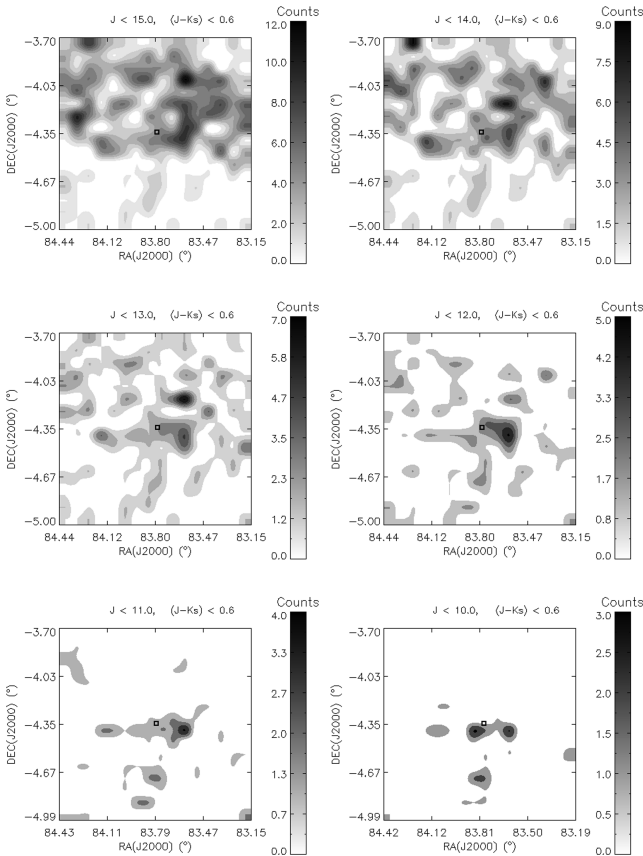 J < 15.0, (J-Ks) < 0.6
Counts
12.0
10.0
8.0
6.0
4.0
2.0
0.0
-3.70
-4.03
-4.35
-4.67
-5.00
DEC(J2000) (°)
84.44 84.12 83.80 83.47 83.15
RA(J2000) (°)
J < 14.0, (J-Ks) < 0.6
Counts
9.0
7.5
6.0
4.5
3.0
1.5
0.0
-3.70
-4.03
-4.35
-4.67
-5.00
DEC(J2000) (°)
84.44 84.12 83.80 83.47 83.15
RA(J2000) (°)
J < 13.0, (J-Ks) < 0.6
Counts
7.0
5.8
4.7
3.5
2.3
1.2
0.0
-3.70
-4.03
-4.35
-4.67
-5.00
DEC(J2000) (°)
84.44 84.12 83.80 83.47 83.15
RA(J2000) (°)
J < 12.0, (J-Ks) < 0.6
Counts
5.0
4.2
3.3
2.5
1.7
0.8
0.0
-3.70
-4.03
-4.35
-4.67
-5.00
DEC(J2000) (°)
84.44 84.12 83.80 83.47 83.15
RA(J2000) (°)
J < 11.0, (J-Ks) < 0.6
Counts
4.0
3.3
2.7
2.0
1.3
0.7
0.0
-3.70
-4.03
-4.35
-4.67
-4.99
DEC(J2000) (°)
84.43 84.11 83.79 83.47 83.15
RA(J2000) (°)
J < 10.0, (J-Ks) < 0.6
Counts
3.0
2.5
2.0
1.5
1.0
0.5
0.0
-3.70
-4.03
-4.35
-4.67
-4.99
DEC(J2000) (°)
84.42 84.12 83.81 83.50 83.19
RA(J2000) (°)